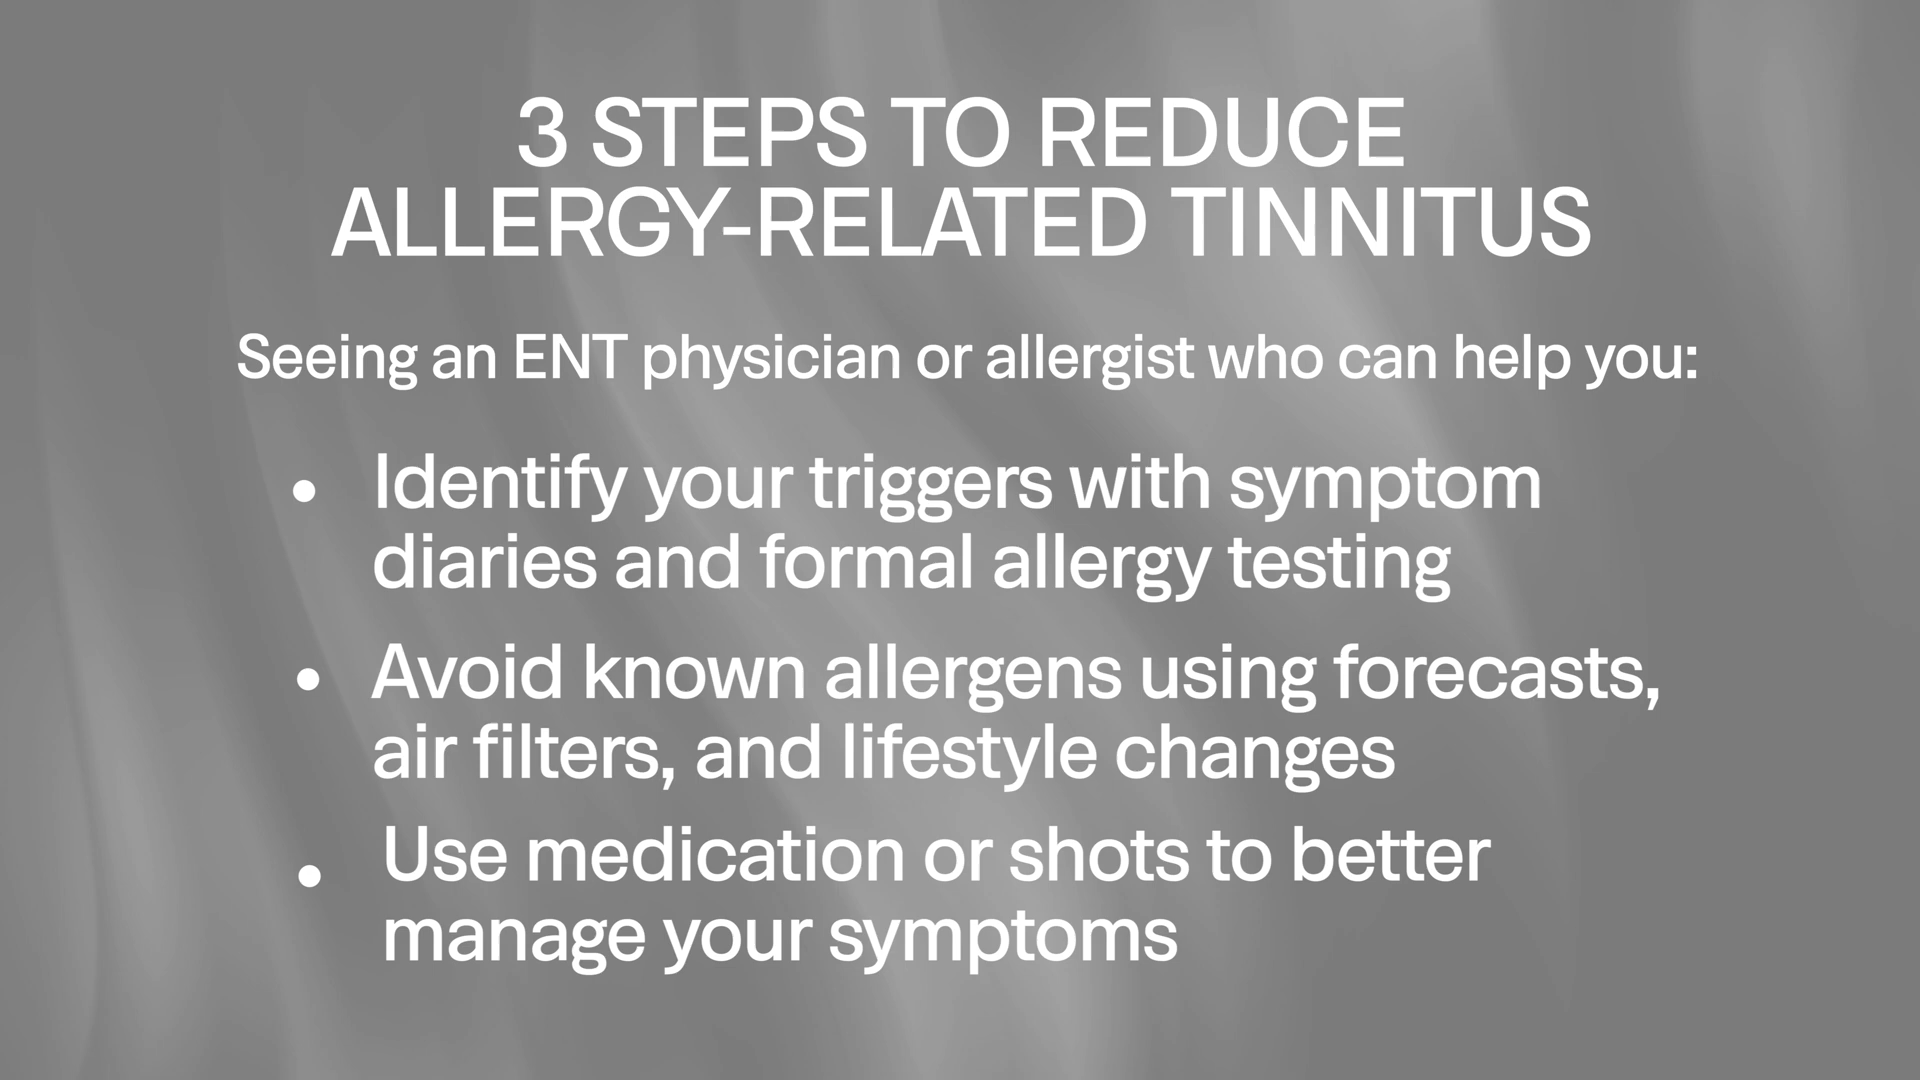 3 STEPS TO REDUCE
ALLERGY-RELATED TINNITUS
Seeing an ENT physician or allergist who can help you:
• Identify your triggers with symptom
diaries and formal allergy testing
• Avoid known allergens using forecasts,
air filters, and lifestyle changes
• Use medication or shots to better
manage your symptoms